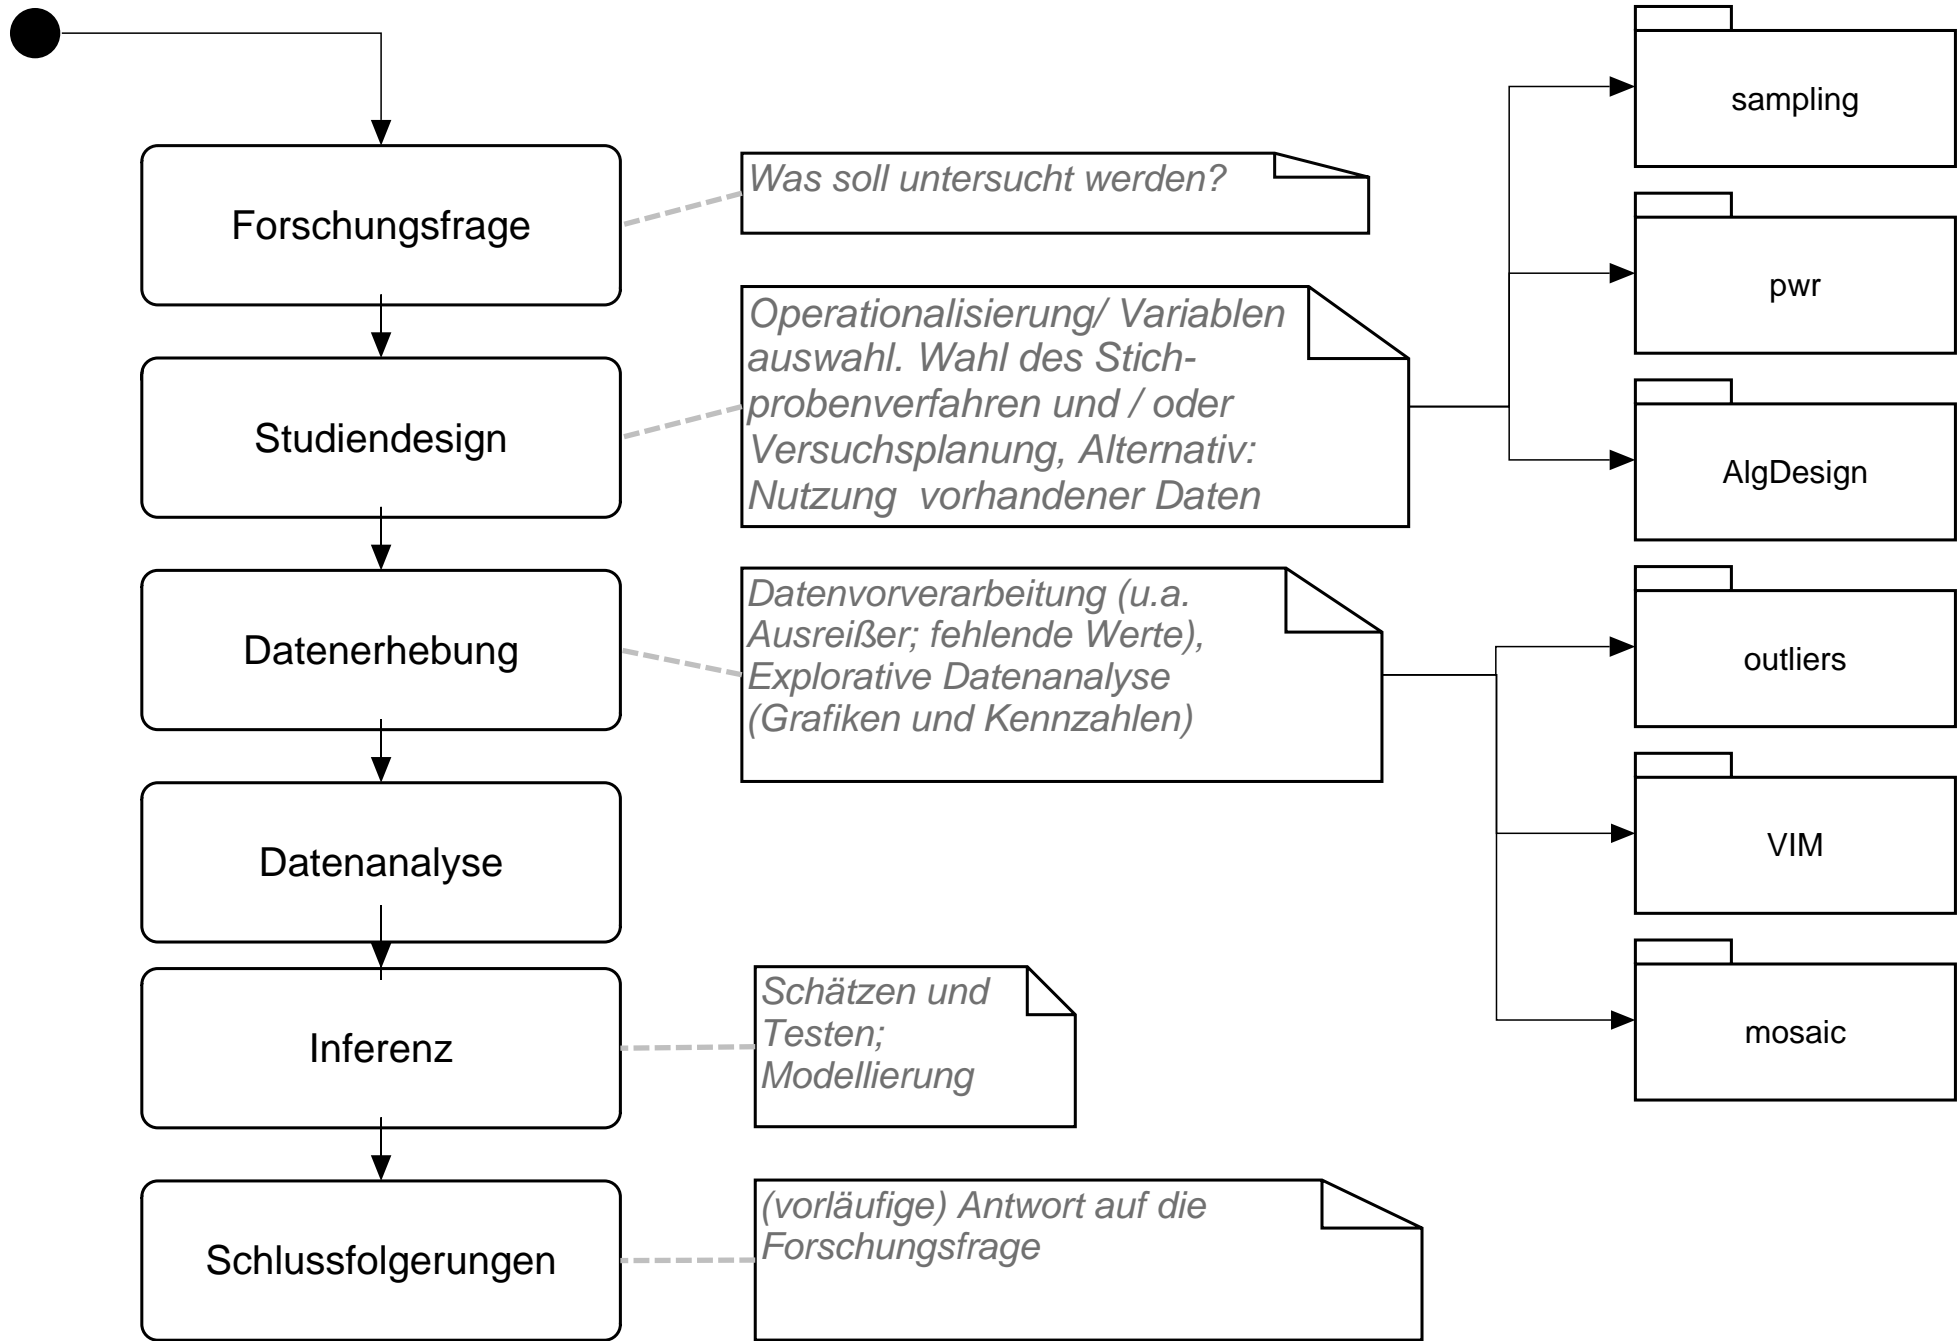 Forschungsfrage
Was soll untersucht werden?
Studiendesign
Operationalisierung/ Variablen
auswahl. Wahl des Stich-
probenverfahren und / oder
Versuchsplanung, Alternativ:
Nutzung  vorhandener Daten
sampling
pwr
AlgDesign
Datenerhebung
Datenvorverarbeitung (u.a.
Ausreißer; fehlende Werte),
Explorative Datenanalyse
(Grafiken und Kennzahlen)
outliers
VIM
mosaic
Datenanalyse
Inferenz
Schätzen und
Testen;
Modellierung
Schlussfolgerungen
(vorläufige) Antwort auf die
Forschungsfrage